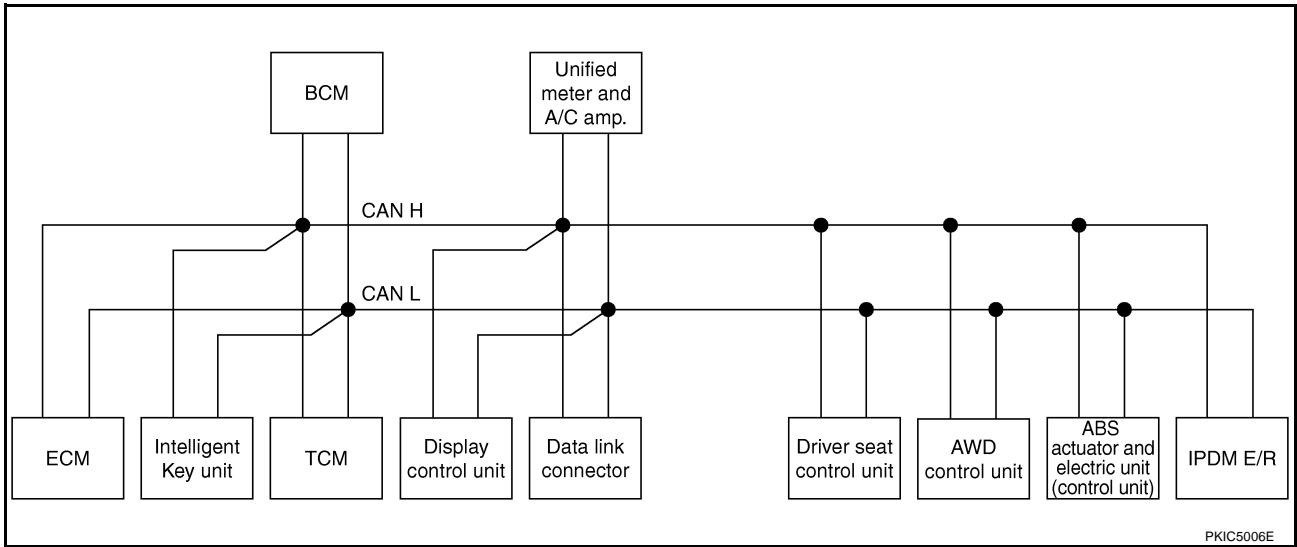 BCM
Unified
meter and
A/C amp.
CAN H
CAN L
ECM
Intelligent
Key unit
TCM
Display
control unit
Data link
connector
Driver seat
control unit
AWD
control unit
ABS
actuator and
electric unit
(control unit)
IPDM E/R
PKIC5006E